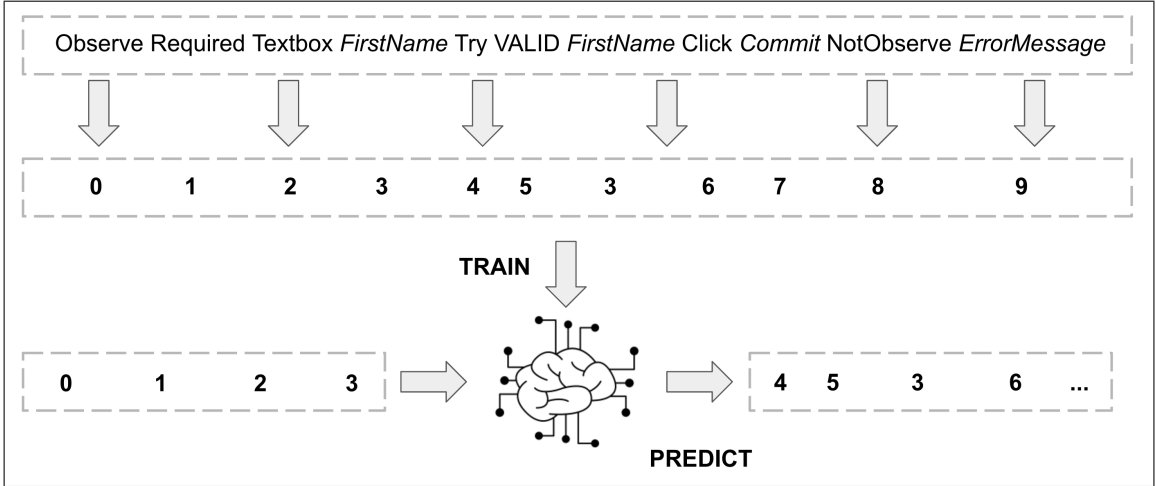 Observe Required Textbox FirstName Try VALID FirstName Click Commit NotObserve ErrorMessage
0 1 2 3 4 5 3 6 7 8 9
TRAIN
0 1 2 3
4 5 3 6 ...
PREDICT